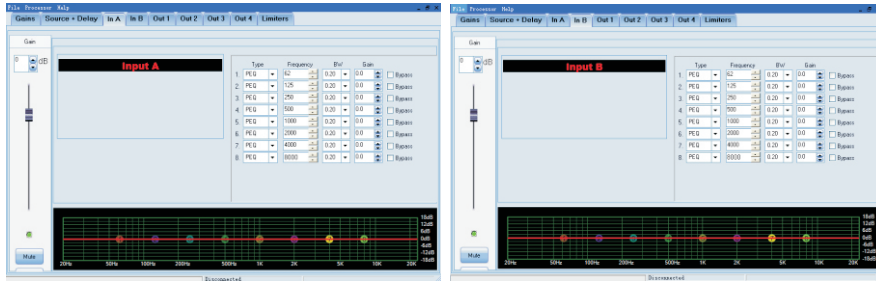 File Processor Help
Gains Source + Delay In A In B Out 1 Out 2 Out 3 Out 4 Limiters
Gain
0 dB
Input A
Type Frequency BW Gain
1 PEQ 62 0.20 0.0 Bypass
2 PEQ 125 0.20 0.0 Bypass
3 PEQ 250 0.20 0.0 Bypass
4 PEQ 500 0.20 0.0 Bypass
5 PEQ 1000 0.20 0.0 Bypass
6 PEQ 2000 0.20 0.0 Bypass
7 PEQ 4000 0.20 0.0 Bypass
8 PEQ 8000 0.20 0.0 Bypass
18dB
12dB
6dB
0dB
-6dB
-12dB
-18dB
Mute
20Hz 50Hz 100Hz 200Hz 500Hz 1K 2K 5K 10K 20K
Disconnected
File Processor Help
Gains Source + Delay In A In B Out 1 Out 2 Out 3 Out 4 Limiters
Gain
0 dB
Input B
Type Frequency BW Gain
1 PEQ 62 0.20 0.0 Bypass
2 PEQ 125 0.20 0.0 Bypass
3 PEQ 250 0.20 0.0 Bypass
4 PEQ 500 0.20 0.0 Bypass
5 PEQ 1000 0.20 0.0 Bypass
6 PEQ 2000 0.20 0.0 Bypass
7 PEQ 4000 0.20 0.0 Bypass
8 PEQ 8000 0.20 0.0 Bypass
18dB
12dB
6dB
0dB
-6dB
-12dB
-18dB
Mute
20Hz 50Hz 100Hz 200Hz 500Hz 1K 2K 5K 10K 20K
Disconnected